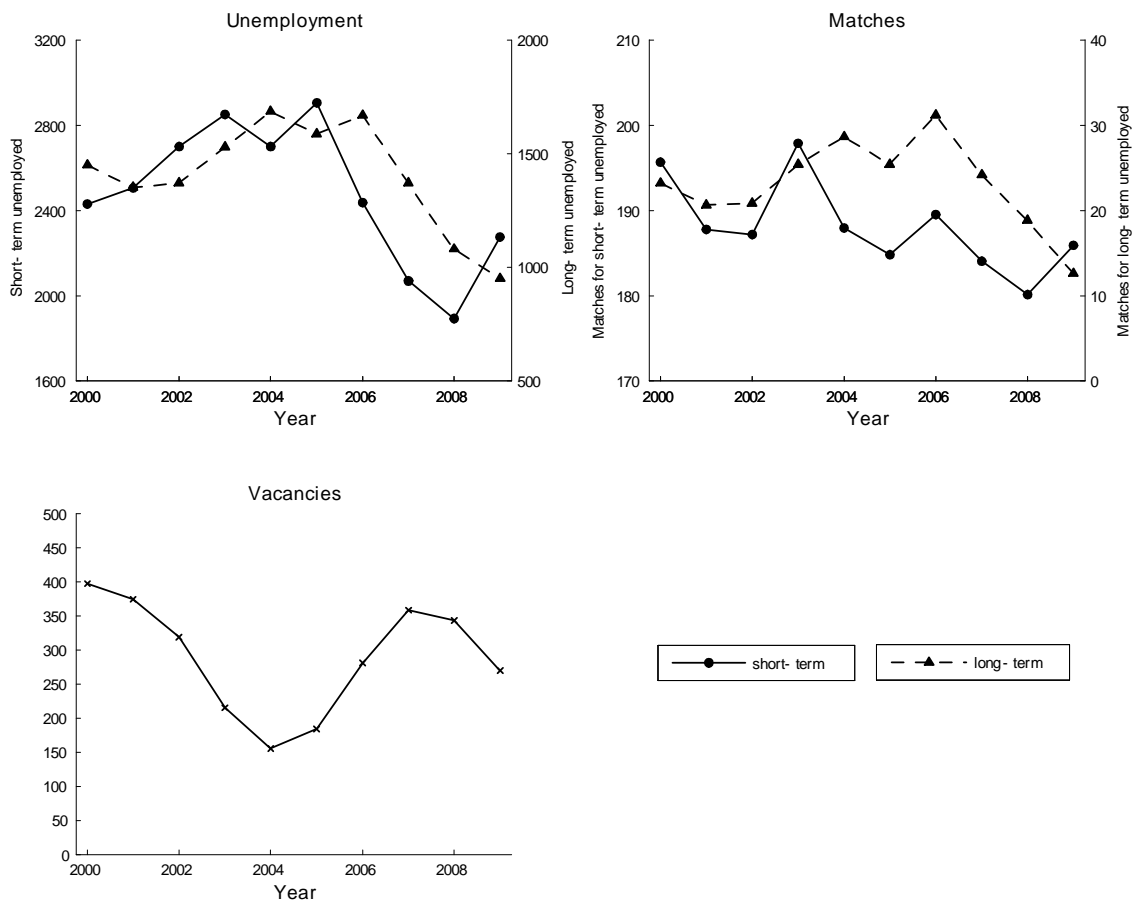 Unemployment
3200
2800
2400
2000
1600
2000
1500
1000
500
Short- term unemployed
Long- term unemployed
2000 2002 2004 2006 2008
Year
Matches
210
200
190
180
170
40
30
20
10
0
Matches for short- term unemployed
Matches for long- term unemployed
2000 2002 2004 2006 2008
Year
Vacancies
500
450
400
350
300
250
200
150
100
50
0
2000 2002 2004 2006 2008
Year
short- term
long- term